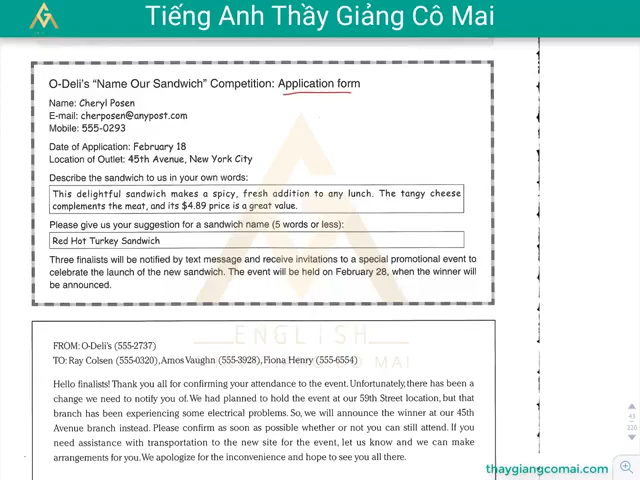 Tiếng Anh Thầy Giảng Cô Mai
O-Deli's "Name Our Sandwich" Competition: Application form
Name: Cheryl Posen
E-mail: cherposen@anypost.com
Mobile: 555-0293
Date of Application: February 18
Location of Outlet: 45th Avenue, New York City
Describe the sandwich to us in your own words:
This delightful sandwich makes a spicy, fresh addition to any lunch. The tangy cheese
complements the meat, and its $4.89 price is a great value.
Please give us your suggestion for a sandwich name (5 words or less):
Red Hot Turkey Sandwich
Three finalists will be notified by text message and receive invitations to a special promotional event to
celebrate the launch of the new sandwich. The event will be held on February 28, when the winner will
be announced.
ENGLISH
FROM: O-Deli's (555-2737)
TO: Ray Colsen (555-0320), Amos Vaughn (555-3928), Fiona Henry (555-6554)
MAI
Hello finalists! Thank you all for confirming your attendance to the event. Unfortunately, there has been a
change we need to notify you of. We had planned to hold the event at our 59th Street location, but that
branch has been experiencing some electrical problems. So, we will announce the winner at our 45th
Avenue branch instead. Please confirm as soon as possible whether or not you can still attend. If you
need assistance with transportation to the new site for the event, let us know and we can make
arrangements for you. We apologize for the inconvenience and hope to see you all there.
43
220
thaygiangcomai.com